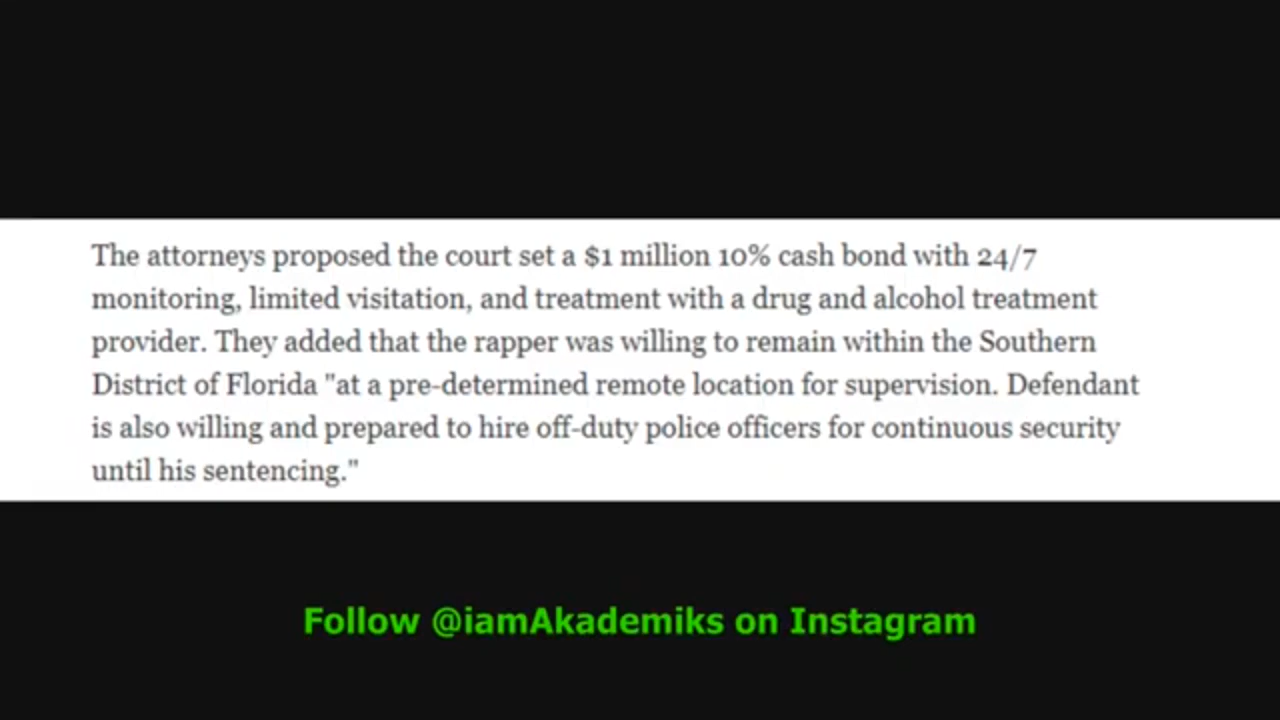 The attorneys proposed the court set a $1 million 10% cash bond with 24/7
monitoring, limited visitation, and treatment with a drug and alcohol treatment
provider. They added that the rapper was willing to remain within the Southern
District of Florida "at a pre-determined remote location for supervision. Defendant
is also willing and prepared to hire off-duty police officers for continuous security
until his sentencing."
Follow @iamAkademiks on Instagram